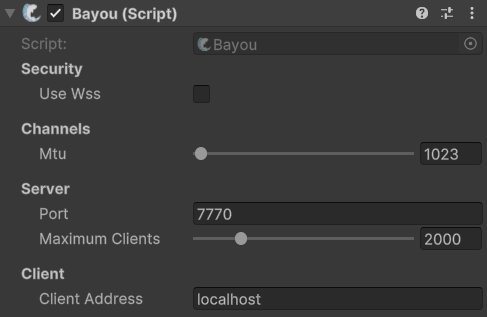 Bayou (Script)
Script: Bayou
Security
Use Wss
Channels
Mtu 1023
Server
Port 7770
Maximum Clients 2000
Client
Client Address localhost